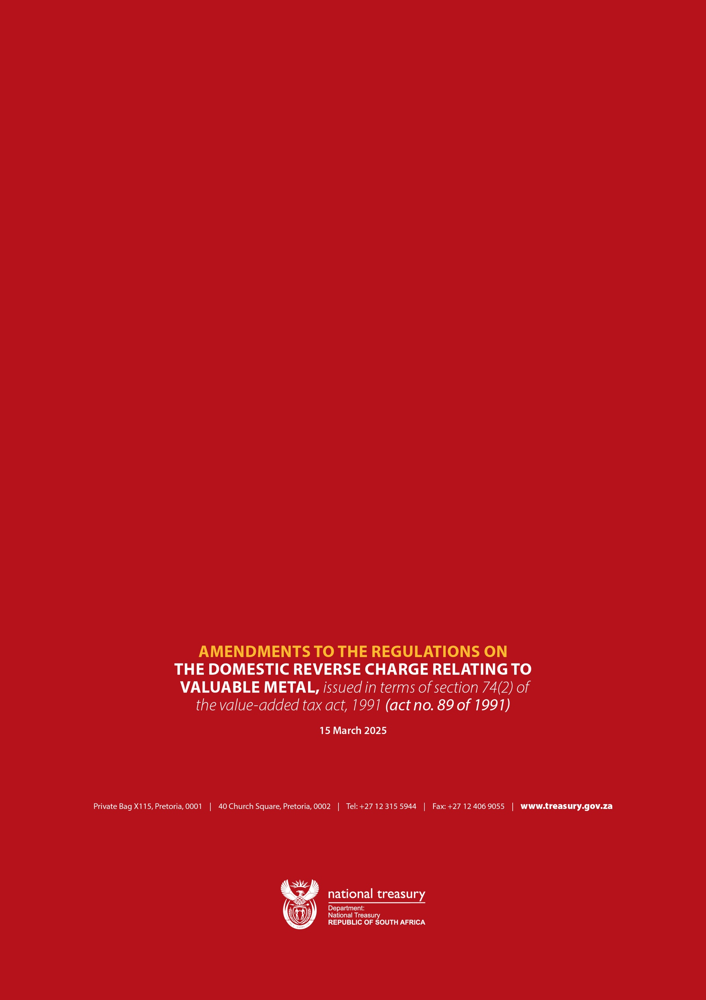 AMENDMENTS TO THE REGULATIONS ON
THE DOMESTIC REVERSE CHARGE RELATING TO
VALUABLE METAL, issued in terms of section 74(2) of
the value-added tax act, 1991 (act no. 89 of 1991)
15 March 2025
Private Bag X115, Pretoria, 0001 | 40 Church Square, Pretoria, 0002 | Tel: +27 12 315 5944 | Fax: +27 12 406 9055 | www.treasury.gov.za
national treasury
Department:
National Treasury
REPUBLIC OF SOUTH AFRICA